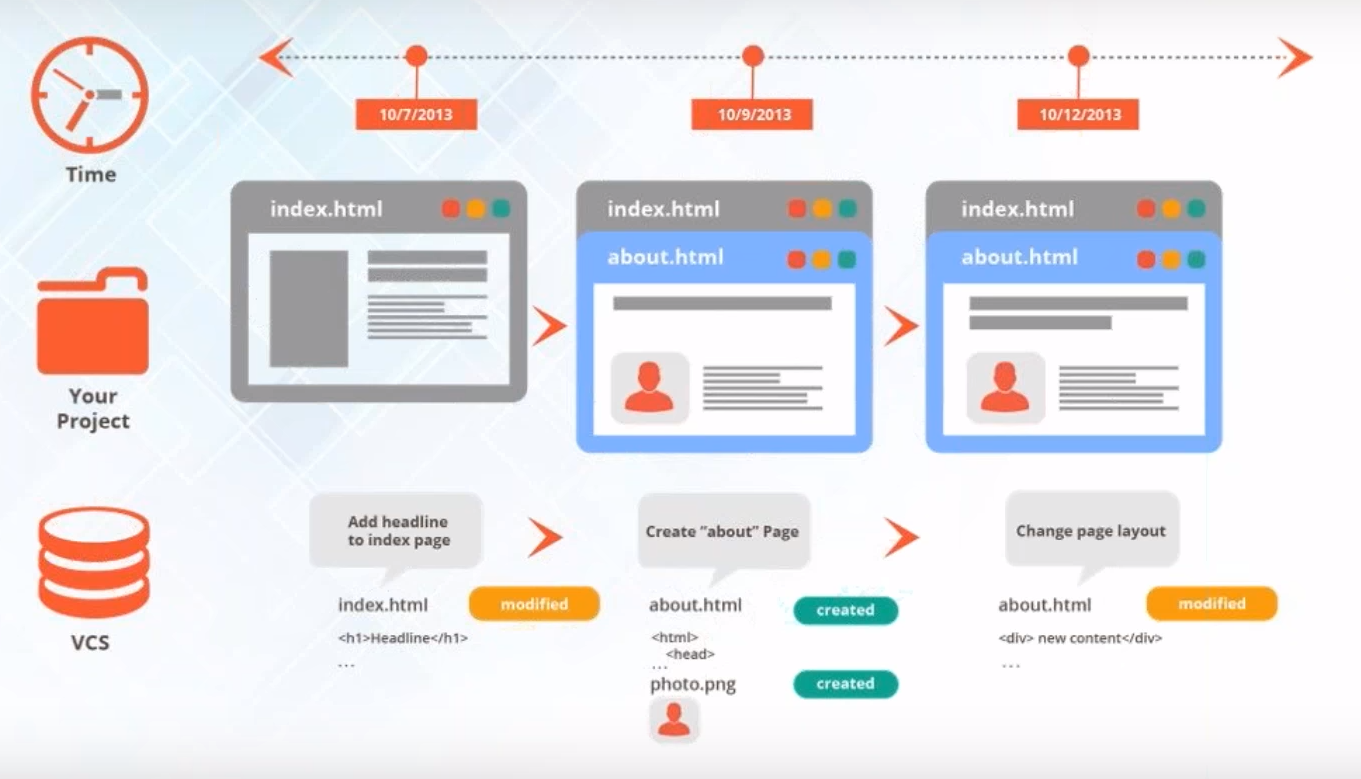 Time
10/7/2013
10/9/2013
10/12/2013
Your
Project
index.html
index.html
about.html
index.html
about.html
VCS
Add headline
to index page
index.html
modified
<h1>Headline</h1>
...
Create “about” Page
about.html
created
<html>
<head>
...
photo.png
created
Change page layout
about.html
modified
<div> new content</div>
...